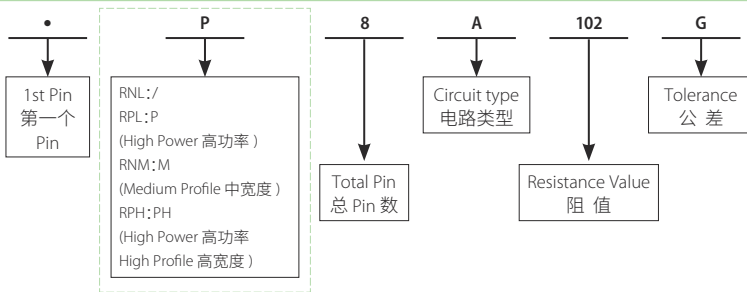 • P 8 A 102 G
1st Pin
第一个
Pin
RNL:/
RPL:P
(High Power 高功率 )
RNM:M
(Medium Profile 中宽度 )
RPH:PH
(High Power 高功率
High Profile 高宽度 )
Total Pin
总 Pin 数
Circuit type
电路类型
Resistance Value
阻 值
Tolerance
公 差